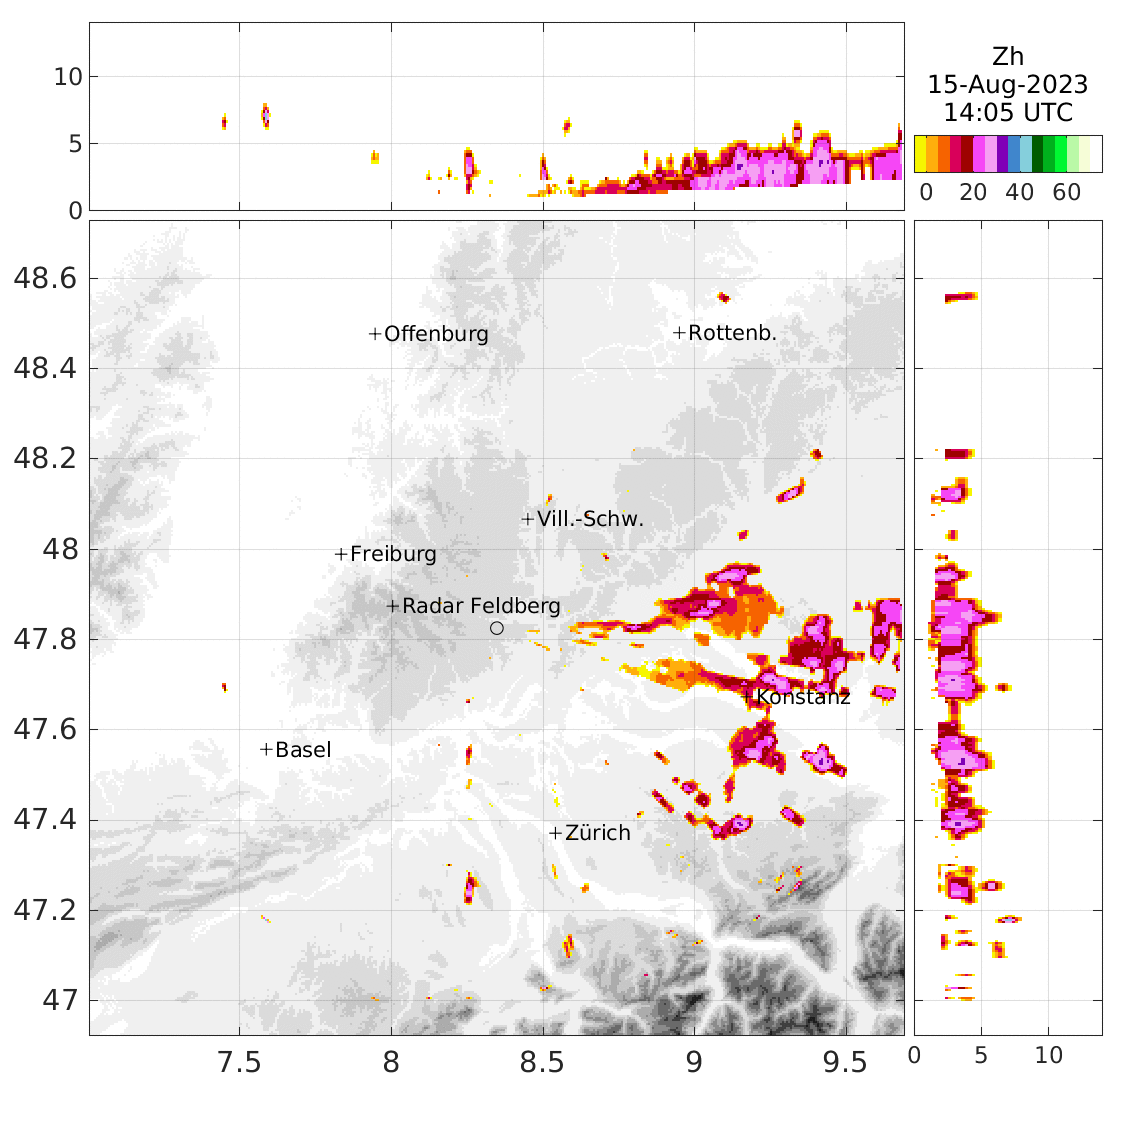 10
5
0
Zh
15-Aug-2023
14:05 UTC
0 20 40 60
48.6
48.4
48.2
48
47.8
47.6
47.4
47.2
47
+Offenburg
+Rottenb.
+Vill.-Schw.
+Freiburg
+Radar Feldberg
+Konstanz
+Basel
+Zürich
7.5 8 8.5 9 9.5
0 5 10